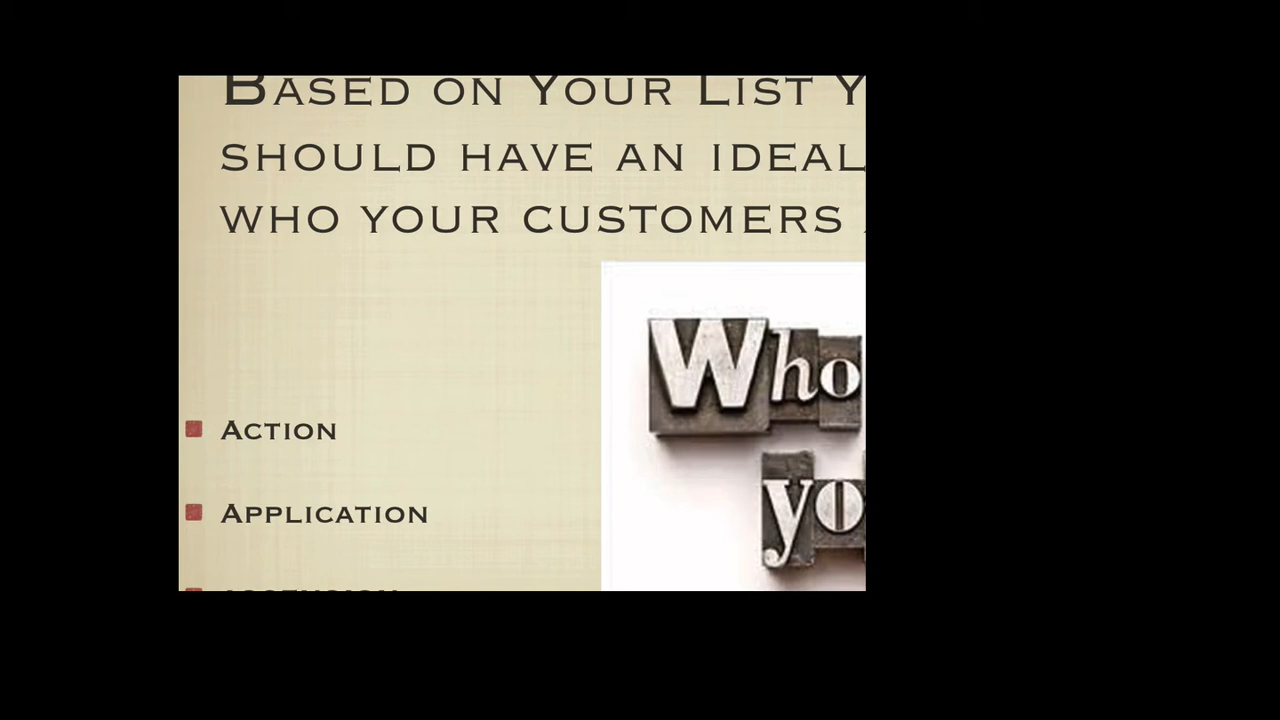 Based on Your List Y
should have an ideal
who your customers
Who
yo
Action
Application